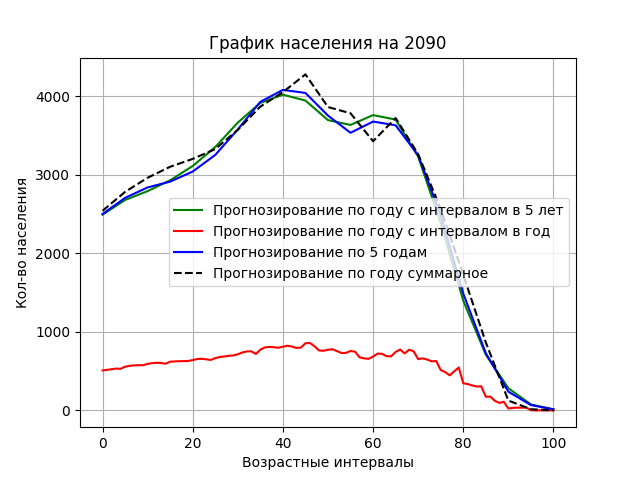 График населения на 2090
Кол-во населения
4000
3000
2000
1000
0
Прогнозирование по году с интервалом в 5 лет
Прогнозирование по году с интервалом в год
Прогнозирование по 5 годам
Прогнозирование по году суммарное
0 20 40 60 80 100
Возрастные интервалы